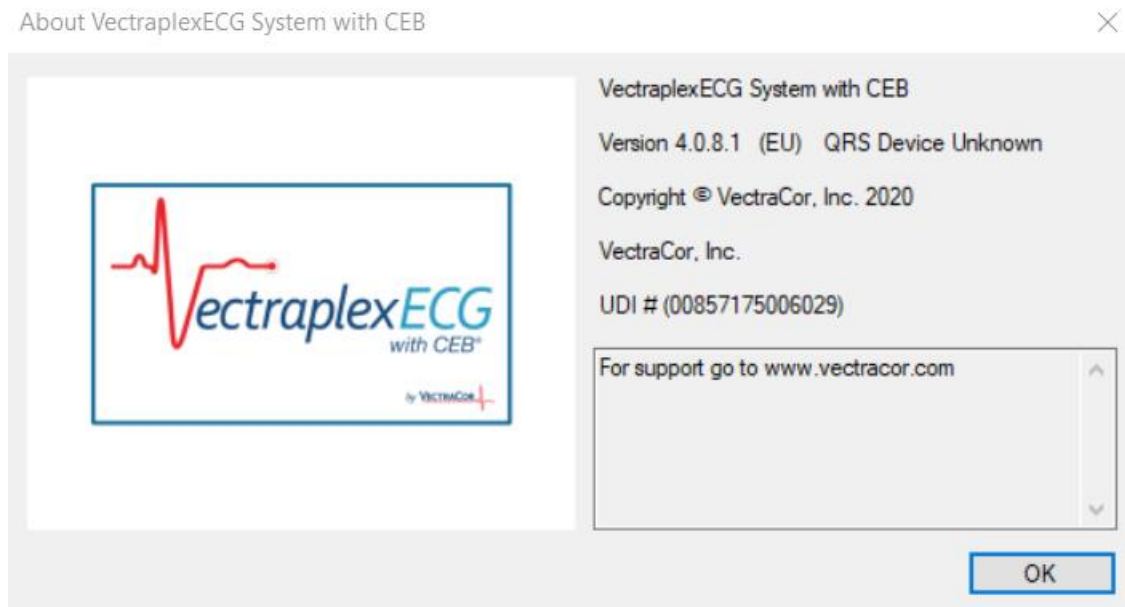 About VectraplexECG System with CEB
VectraplexECG System with CEB
Version 4.0.8.1 (EU) QRS Device Unknown
Copyright © VectraCor, Inc. 2020
VectraCor, Inc.
UDI # (00857175006029)
VectraplexECG
with CEB®
by VECTRACOR
For support go to www.vectracor.com
OK